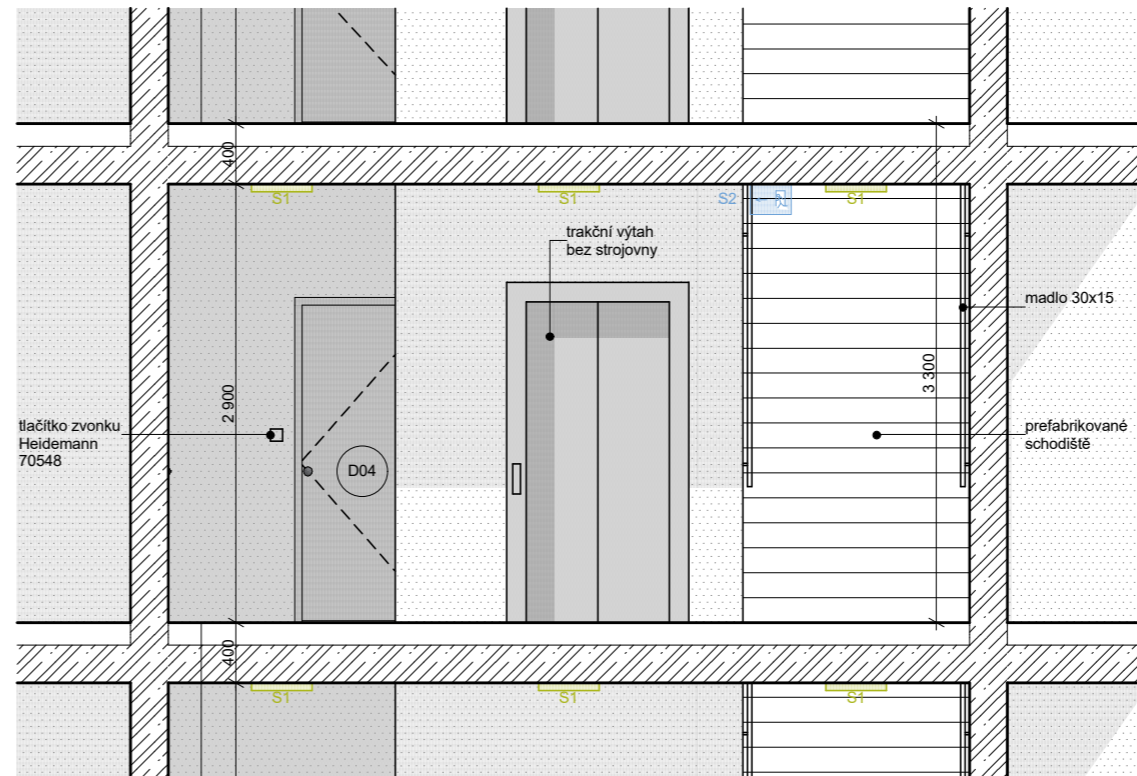 400
S1
S1
S2
S1
trakční výtah
bez strojovny
madlo 30x15
2 900
3 300
tlačítko zvonku
Heidemann
70548
prefabrikované
schodiště
D04
400
S1
S1
S1